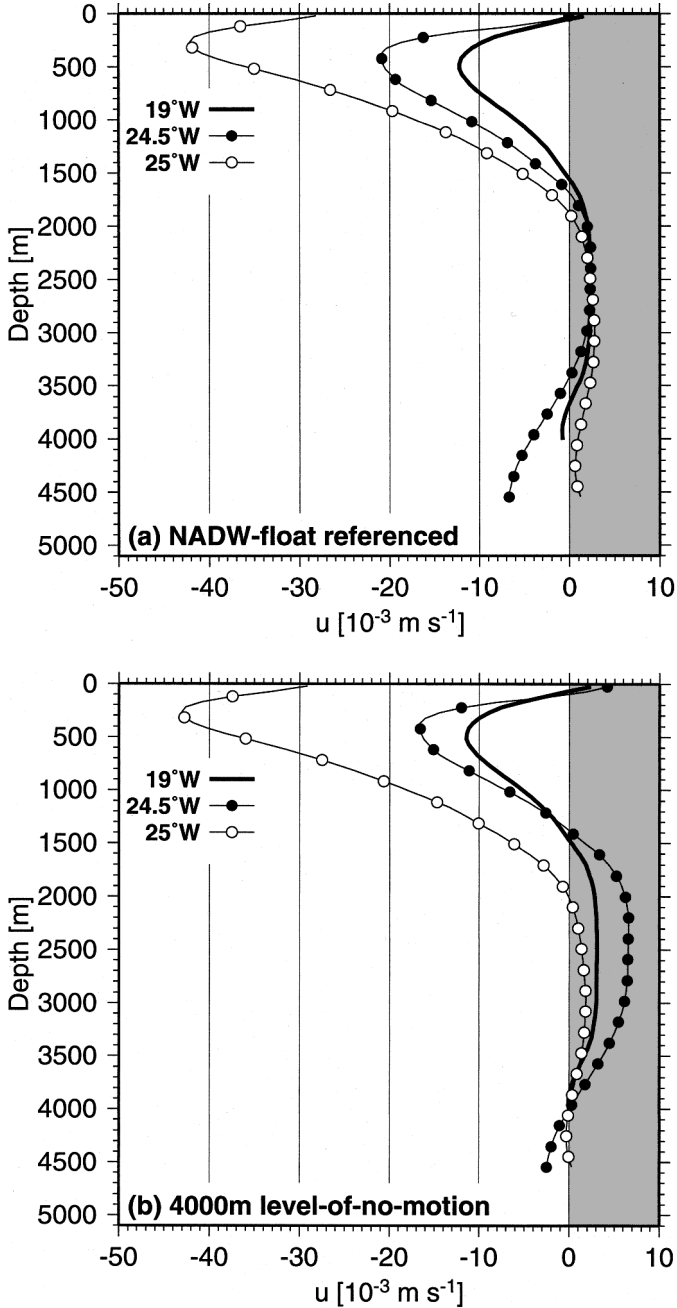 0
500
1000
1500
2000
2500
3000
3500
4000
4500
5000
Depth [m]
19°W
24.5°W
25°W
(a) NADW-float referenced
-50 -40 -30 -20 -10 0 10
u [10⁻³ m s⁻¹]
0
500
1000
1500
2000
2500
3000
3500
4000
4500
5000
Depth [m]
19°W
24.5°W
25°W
(b) 4000m level-of-no-motion
-50 -40 -30 -20 -10 0 10
u [10⁻³ m s⁻¹]